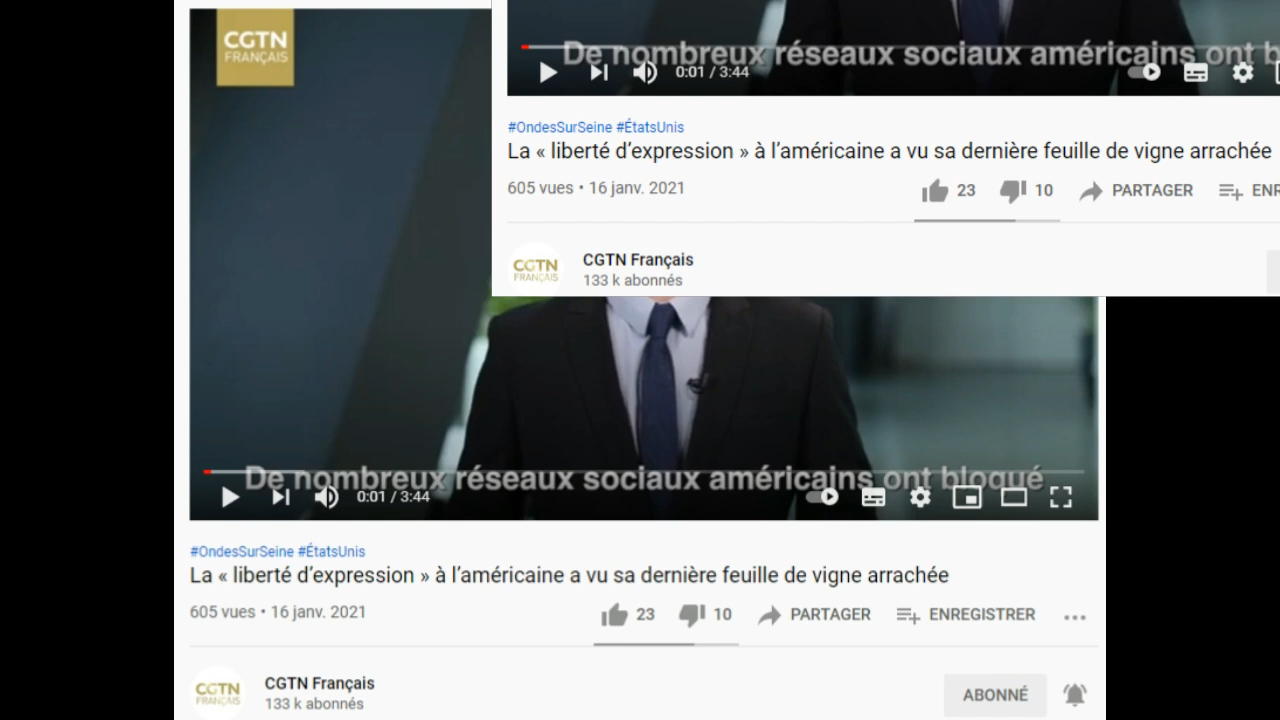 CGTN
FRANÇAIS
De nombreux réseaux sociaux américains ont b
0:01 / 3:44
#OndesSurSeine #ÉtatsUnis
La « liberté d’expression » à l’américaine a vu sa dernière feuille de vigne arrachée
605 vues • 16 janv. 2021
23 10 PARTAGER ENR
CGTN
FRANÇAIS
CGTN Français
133 k abonnés
De nombreux réseaux sociaux américains ont bloqué
0:01 / 3:44
#OndesSurSeine #ÉtatsUnis
La « liberté d’expression » à l’américaine a vu sa dernière feuille de vigne arrachée
605 vues • 16 janv. 2021
23 10 PARTAGER ENREGISTRER
CGTN
FRANÇAIS
CGTN Français
133 k abonnés
ABONNÉ